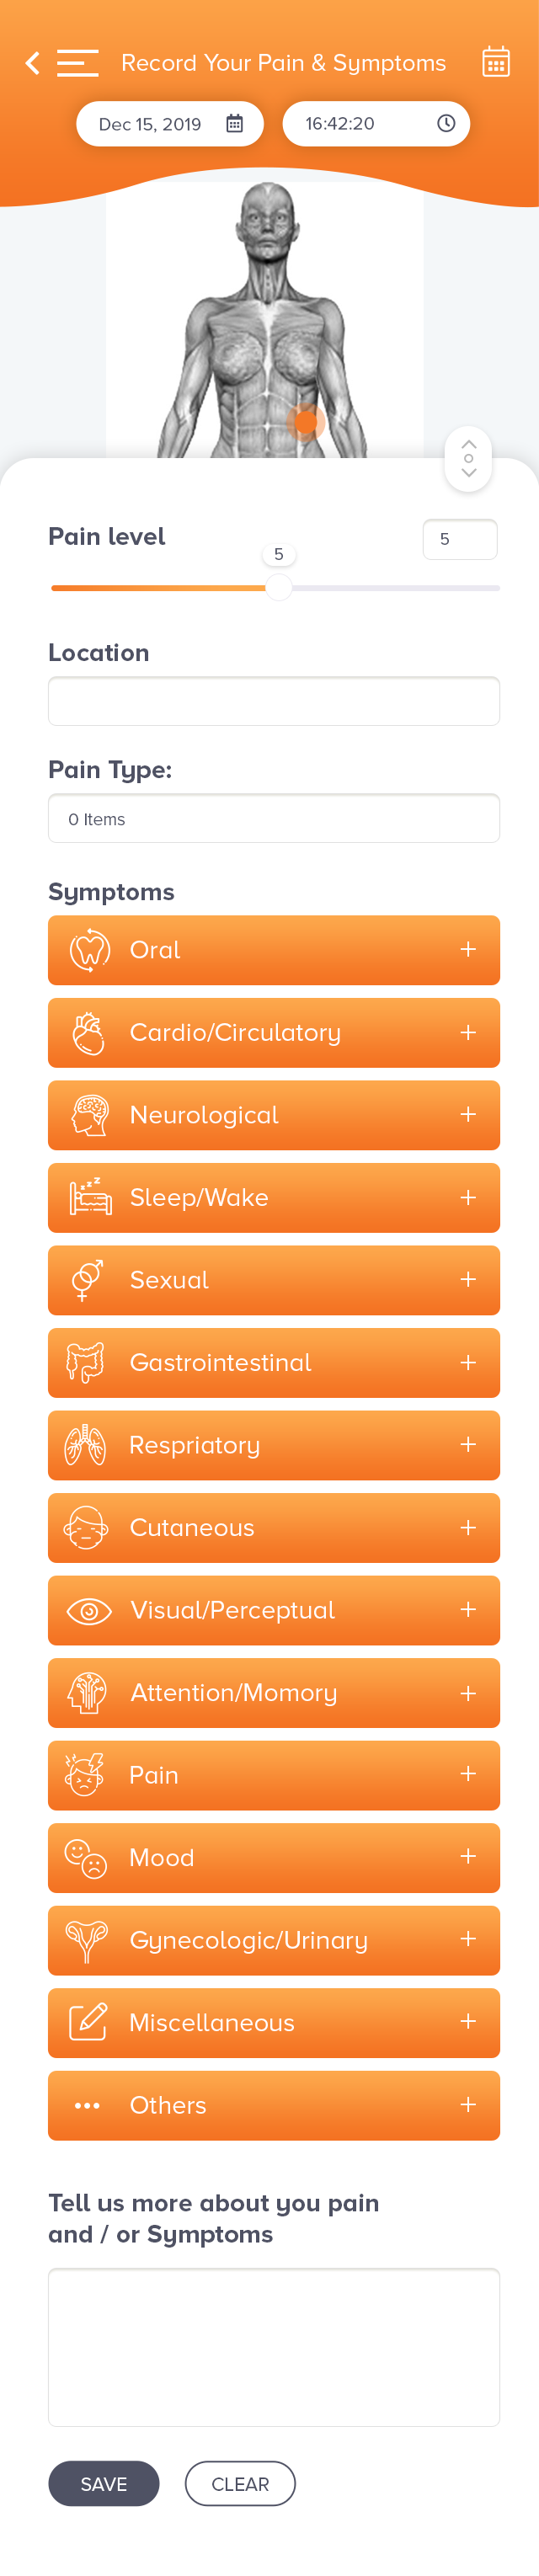 Record Your Pain & Symptoms
Dec 15, 2019
16:42:20
Pain level
5
5
Location
Pain Type:
0 Items
Symptoms
Oral
Cardio/Circulatory
Neurological
Sleep/Wake
Sexual
Gastrointestinal
Respriatory
Cutaneous
Visual/Perceptual
Attention/Momory
Pain
Mood
Gynecologic/Urinary
Miscellaneous
Others
Tell us more about you pain
and / or Symptoms
SAVE
CLEAR